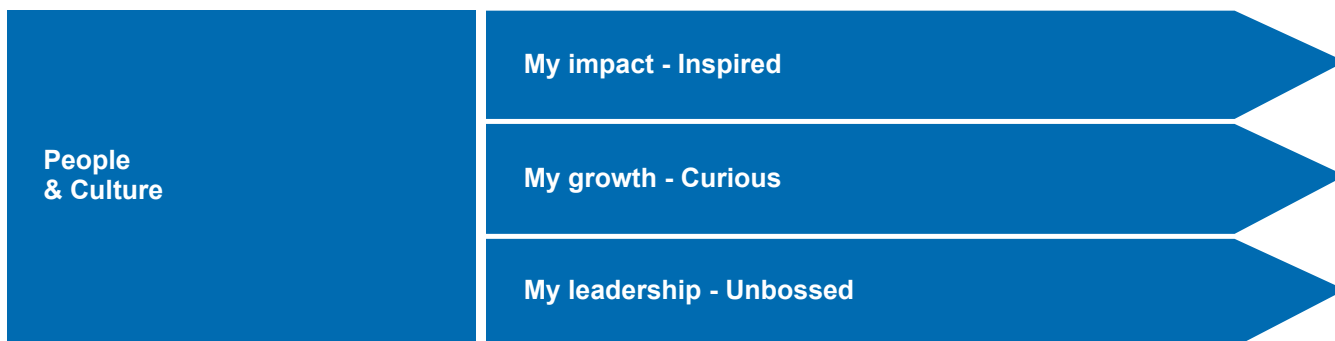 People
& Culture
My impact - Inspired
My growth - Curious
My leadership - Unbossed